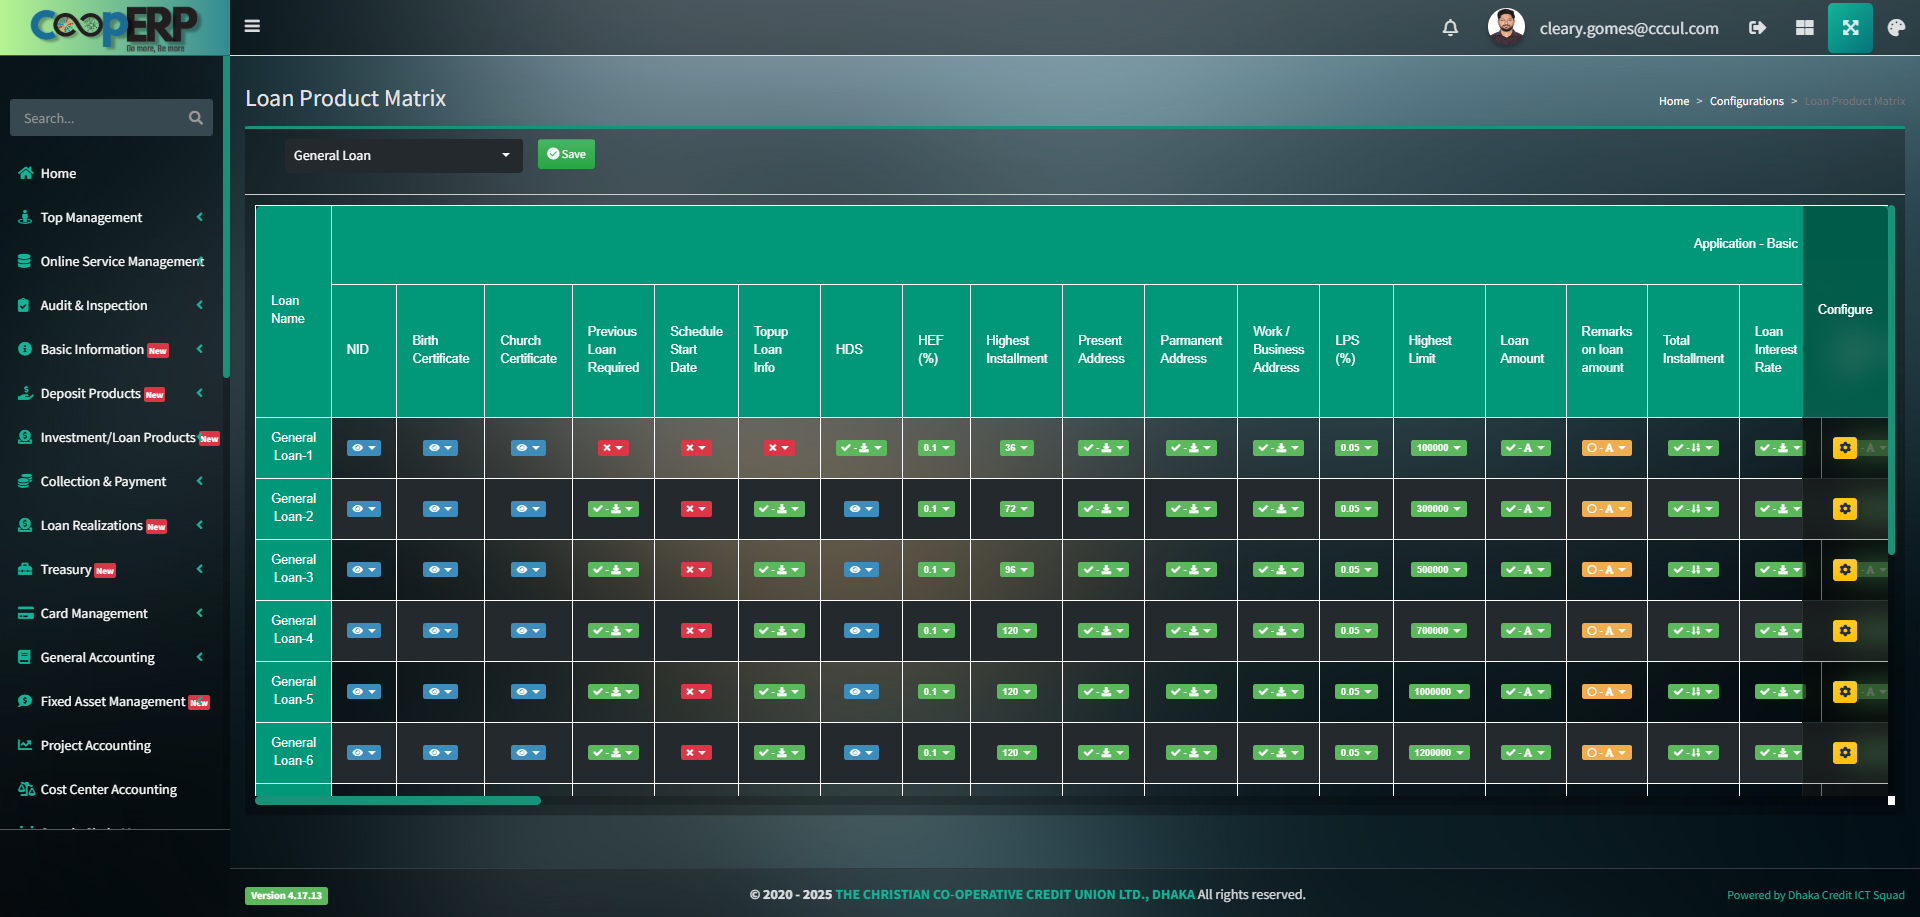 CoopERP
Do more, Be more
cleary.gomes@cccul.com
Search...
Home
Top Management
Online Service Management
Audit & Inspection
Basic Information New
Deposit Products New
Investment/Loan Products New
Collection & Payment
Loan Realizations New
Treasury New
Card Management
General Accounting
Fixed Asset Management New
Project Accounting
Cost Center Accounting
Loan Product Matrix
Home > Configurations > Loan Product Matrix
General Loan
Save
Application - Basic
Loan Name
NID
Birth Certificate
Church Certificate
Previous Loan Required
Schedule Start Date
Topup Loan Info
HDS
HEF (%)
Highest Installment
Present Address
Parmanent Address
Work / Business Address
LPS (%)
Highest Limit
Loan Amount
Remarks on loan amount
Total Installment
Loan Interest Rate
Configure
General Loan-1 0.1 36 0.05 100000 - A - A
General Loan-2 0.1 72 0.05 300000 - A - A
General Loan-3 0.1 96 0.05 500000 - A - A
General Loan-4 0.1 120 0.05 700000 - A - A
General Loan-5 0.1 120 0.05 1000000 - A - A
General Loan-6 0.1 120 0.05 1200000 - A - A
Version 4.17.13
© 2020 - 2025 THE CHRISTIAN CO-OPERATIVE CREDIT UNION LTD., DHAKA All rights reserved.
Powered by Dhaka Credit ICT Squad